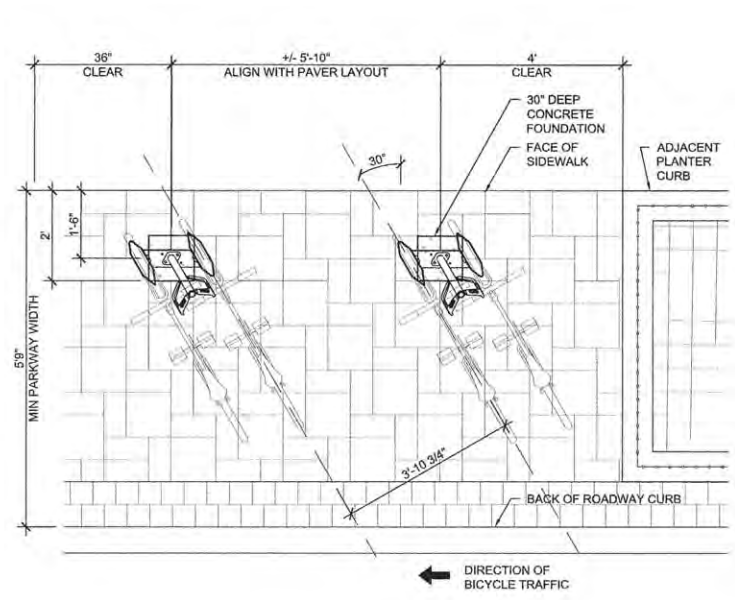 36"
CLEAR
+/- 5'-10"
ALIGN WITH PAVER LAYOUT
4'
CLEAR
30" DEEP
CONCRETE
FOUNDATION
FACE OF
SIDEWALK
ADJACENT
PLANTER
CURB
30°
1'-6"
2'
5'9"
MIN PARKWAY WIDTH
3'-10 3/4"
BACK OF ROADWAY CURB
DIRECTION OF
BICYCLE TRAFFIC